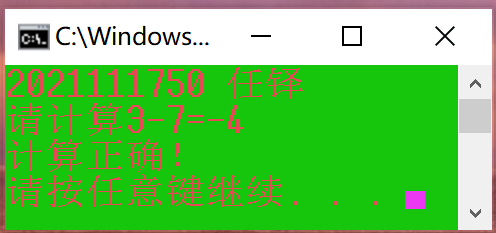 C:\Windows...
2021111750 任铎
请计算3-7=-4
计算正确!
请按任意键继续. . .